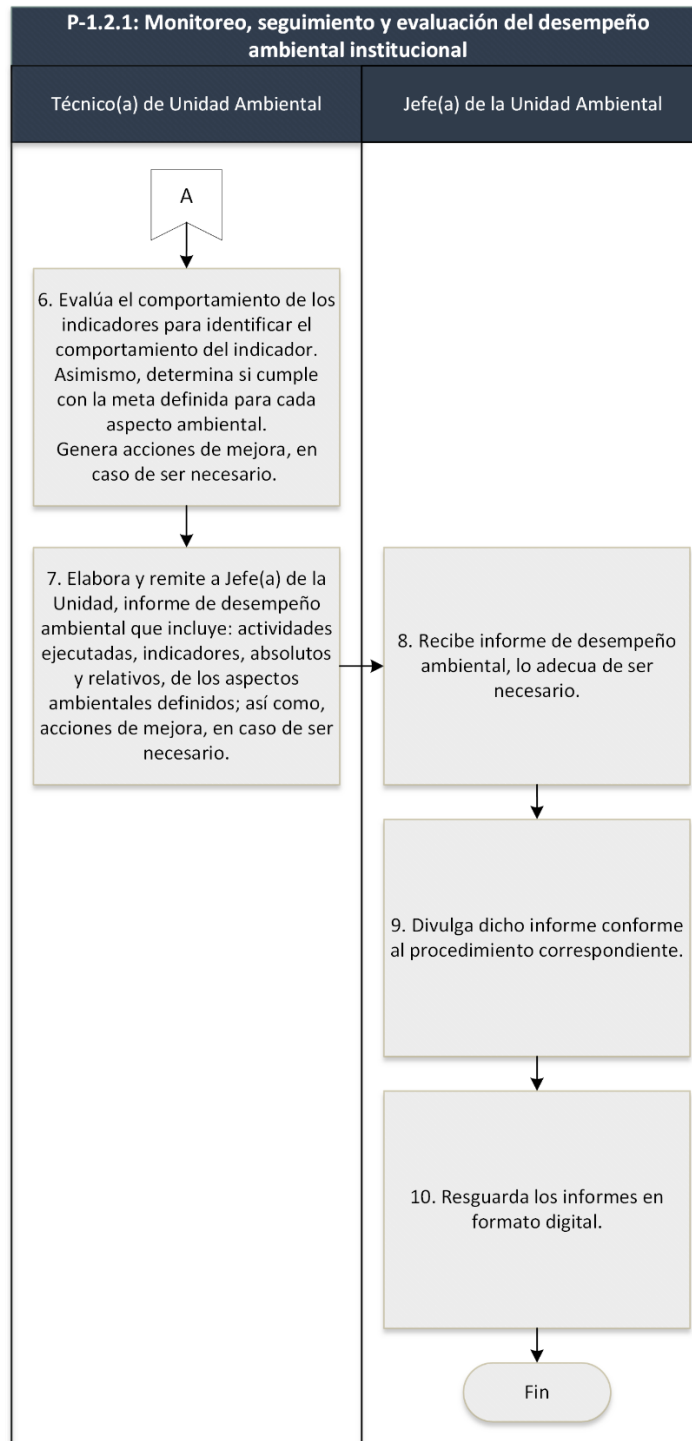 P-1.2.1: Monitoreo, seguimiento y evaluación del desempeño
ambiental institucional
Técnico(a) de Unidad Ambiental
Jefe(a) de la Unidad Ambiental
A
6. Evalúa el comportamiento de los
indicadores para identificar el
comportamiento del indicador.
Asimismo, determina si cumple
con la meta definida para cada
aspecto ambiental.
Genera acciones de mejora, en
caso de ser necesario.
7. Elabora y remite a Jefe(a) de la
Unidad, informe de desempeño
ambiental que incluye: actividades
ejecutadas, indicadores, absolutos
y relativos, de los aspectos
ambientales definidos; así como,
acciones de mejora, en caso de ser
necesario.
8. Recibe informe de desempeño
ambiental, lo adecua de ser
necesario.
9. Divulga dicho informe conforme
al procedimiento correspondiente.
10. Resguarda los informes en
formato digital.
Fin